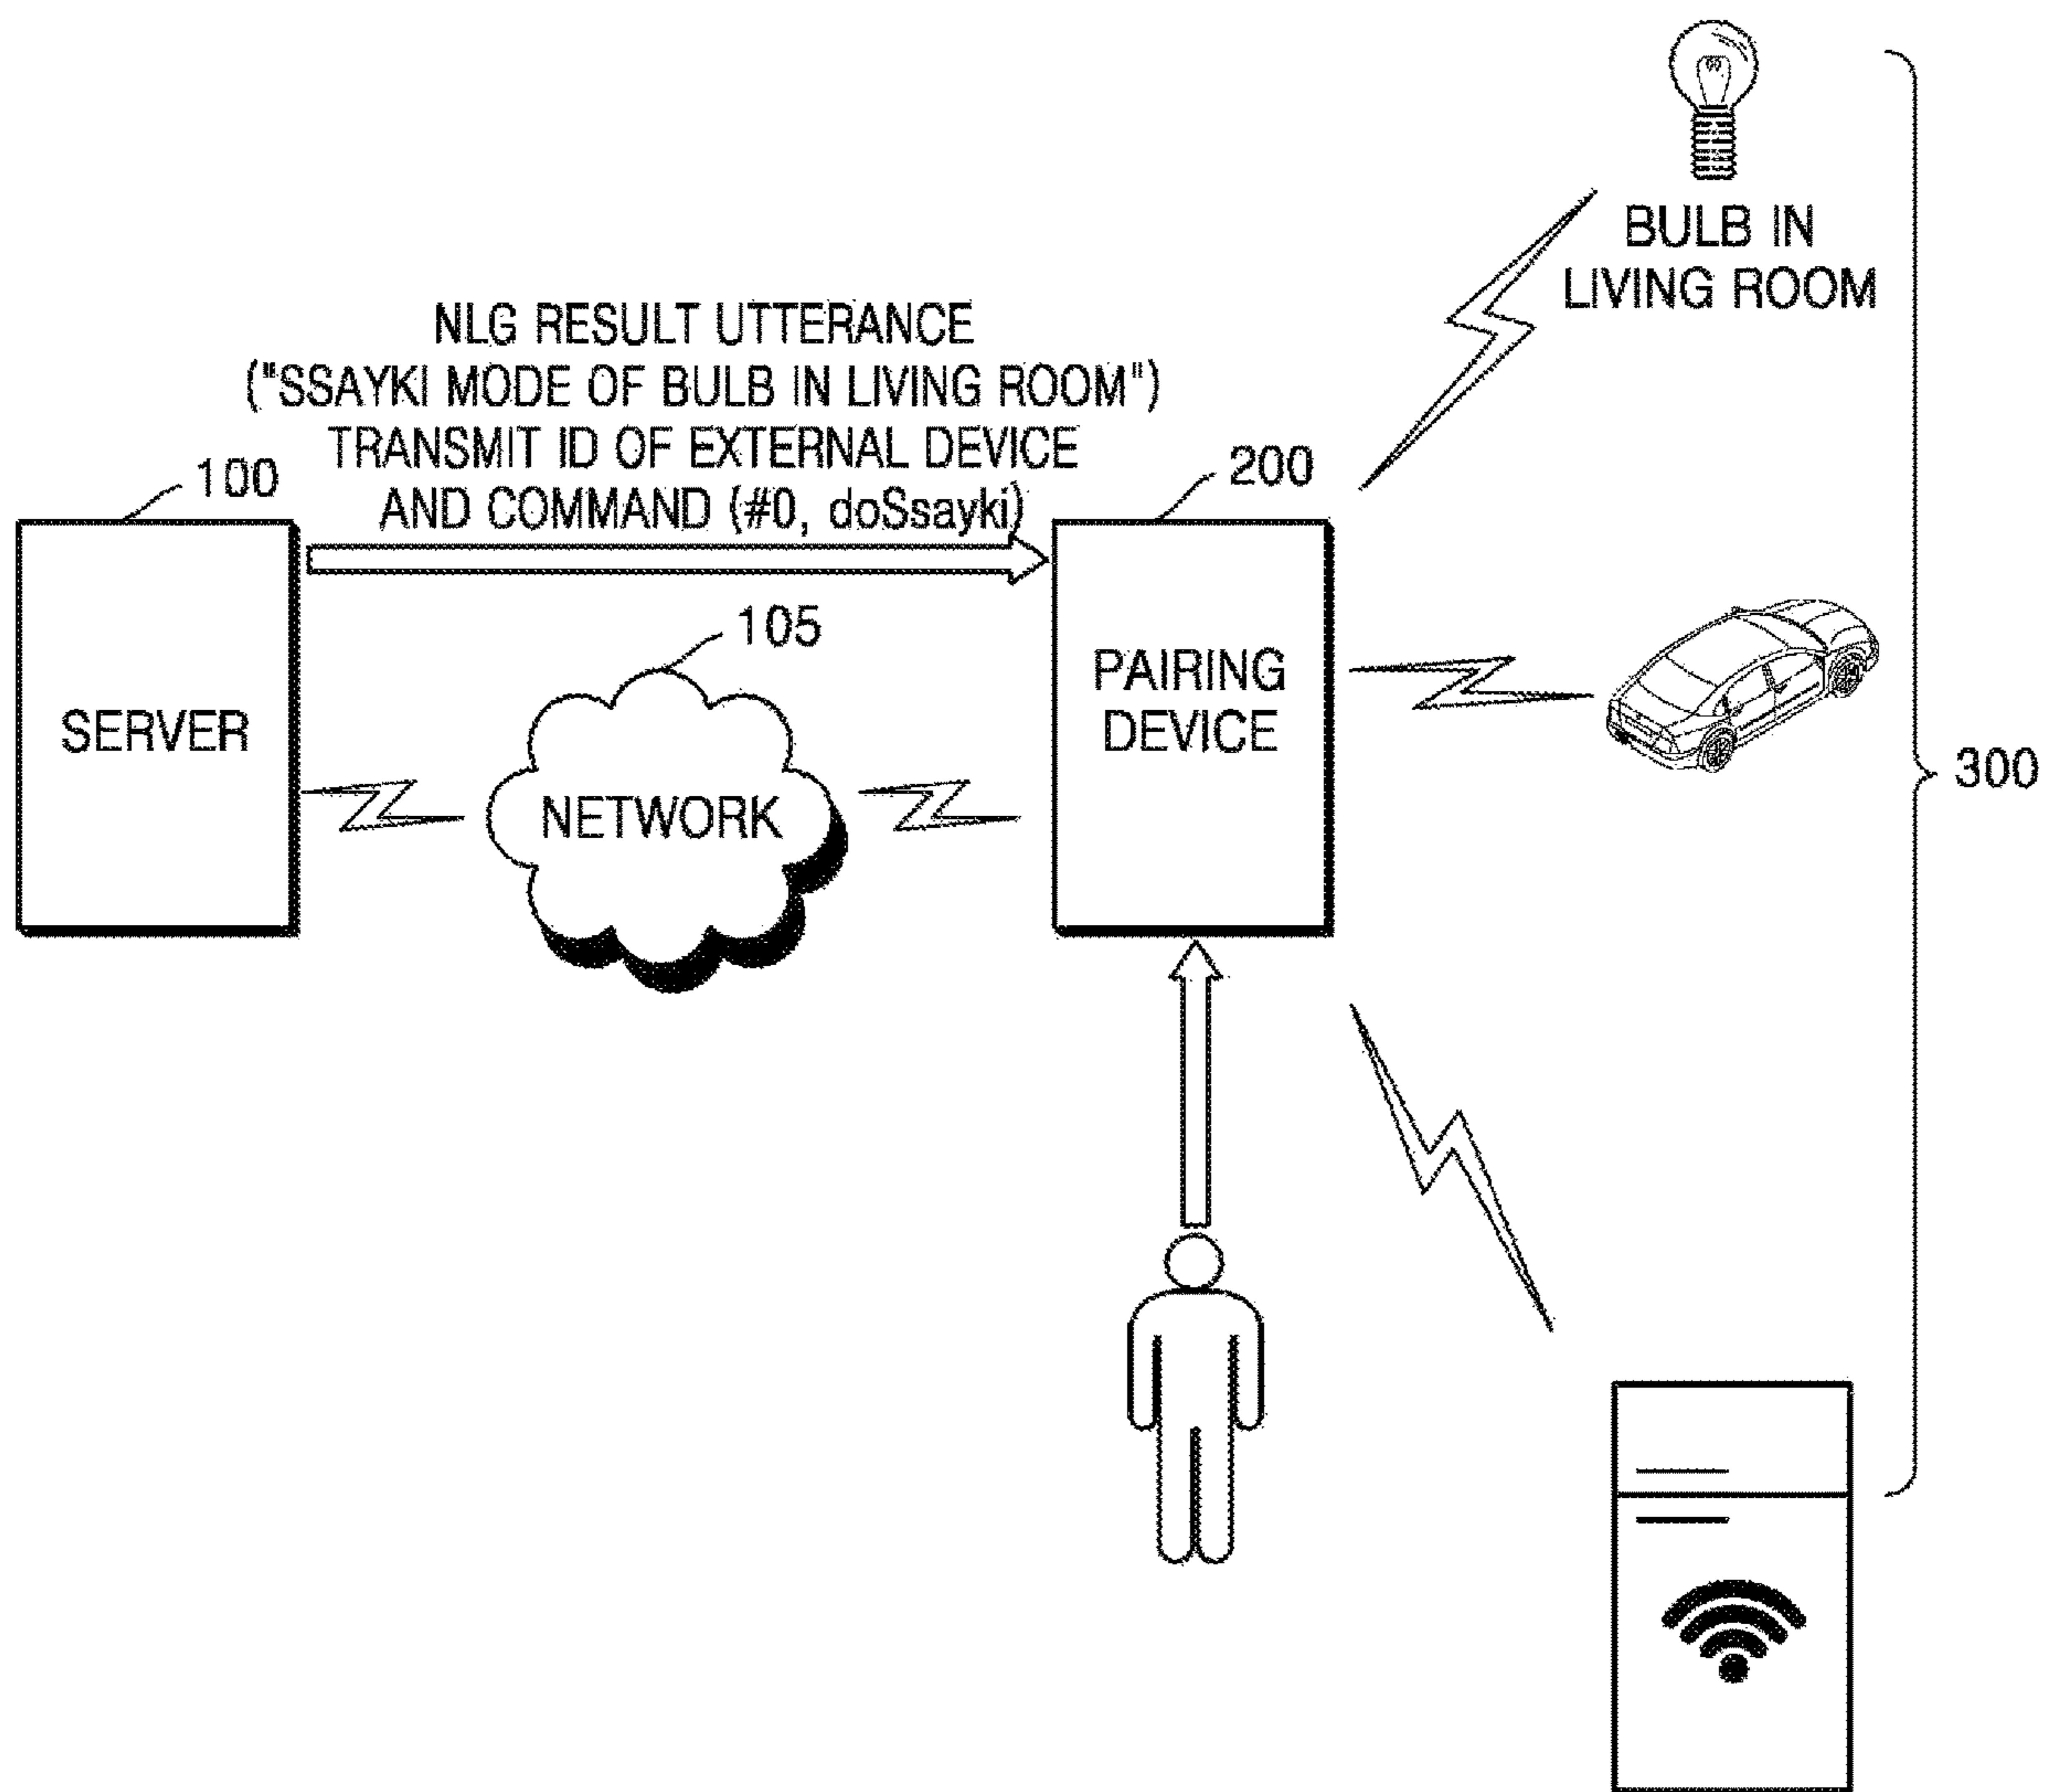 BULB IN
LIVING ROOM
NLG RESULT UTTERANCE
("SSAYKI MODE OF BULB IN LIVING ROOM")
TRANSMIT ID OF EXTERNAL DEVICE
AND COMMAND (#0, doSsayki)
100
200
105
SERVER
NETWORK
PAIRING
DEVICE
300